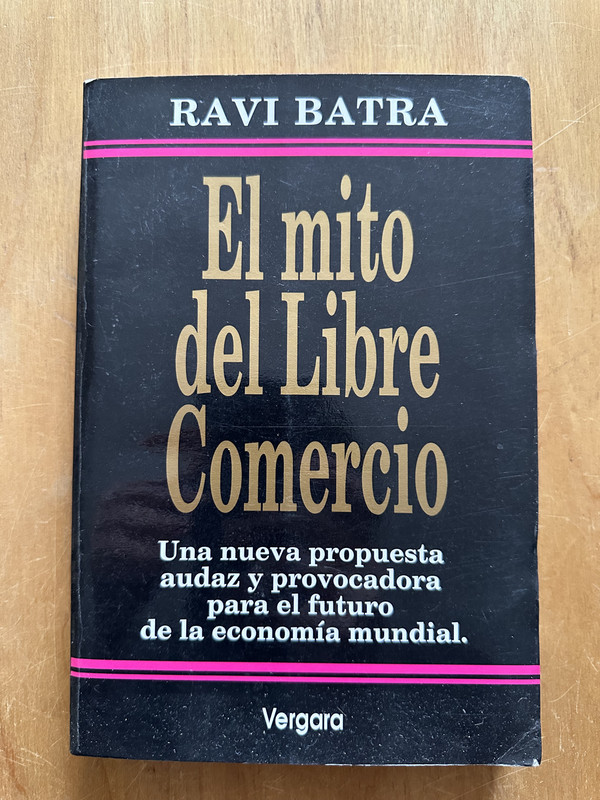 RAVI BATRA
El mito
del Libre
Comercio
Una nueva propuesta
audaz y provocadora
para el futuro
de la economía mundial.
Vergara